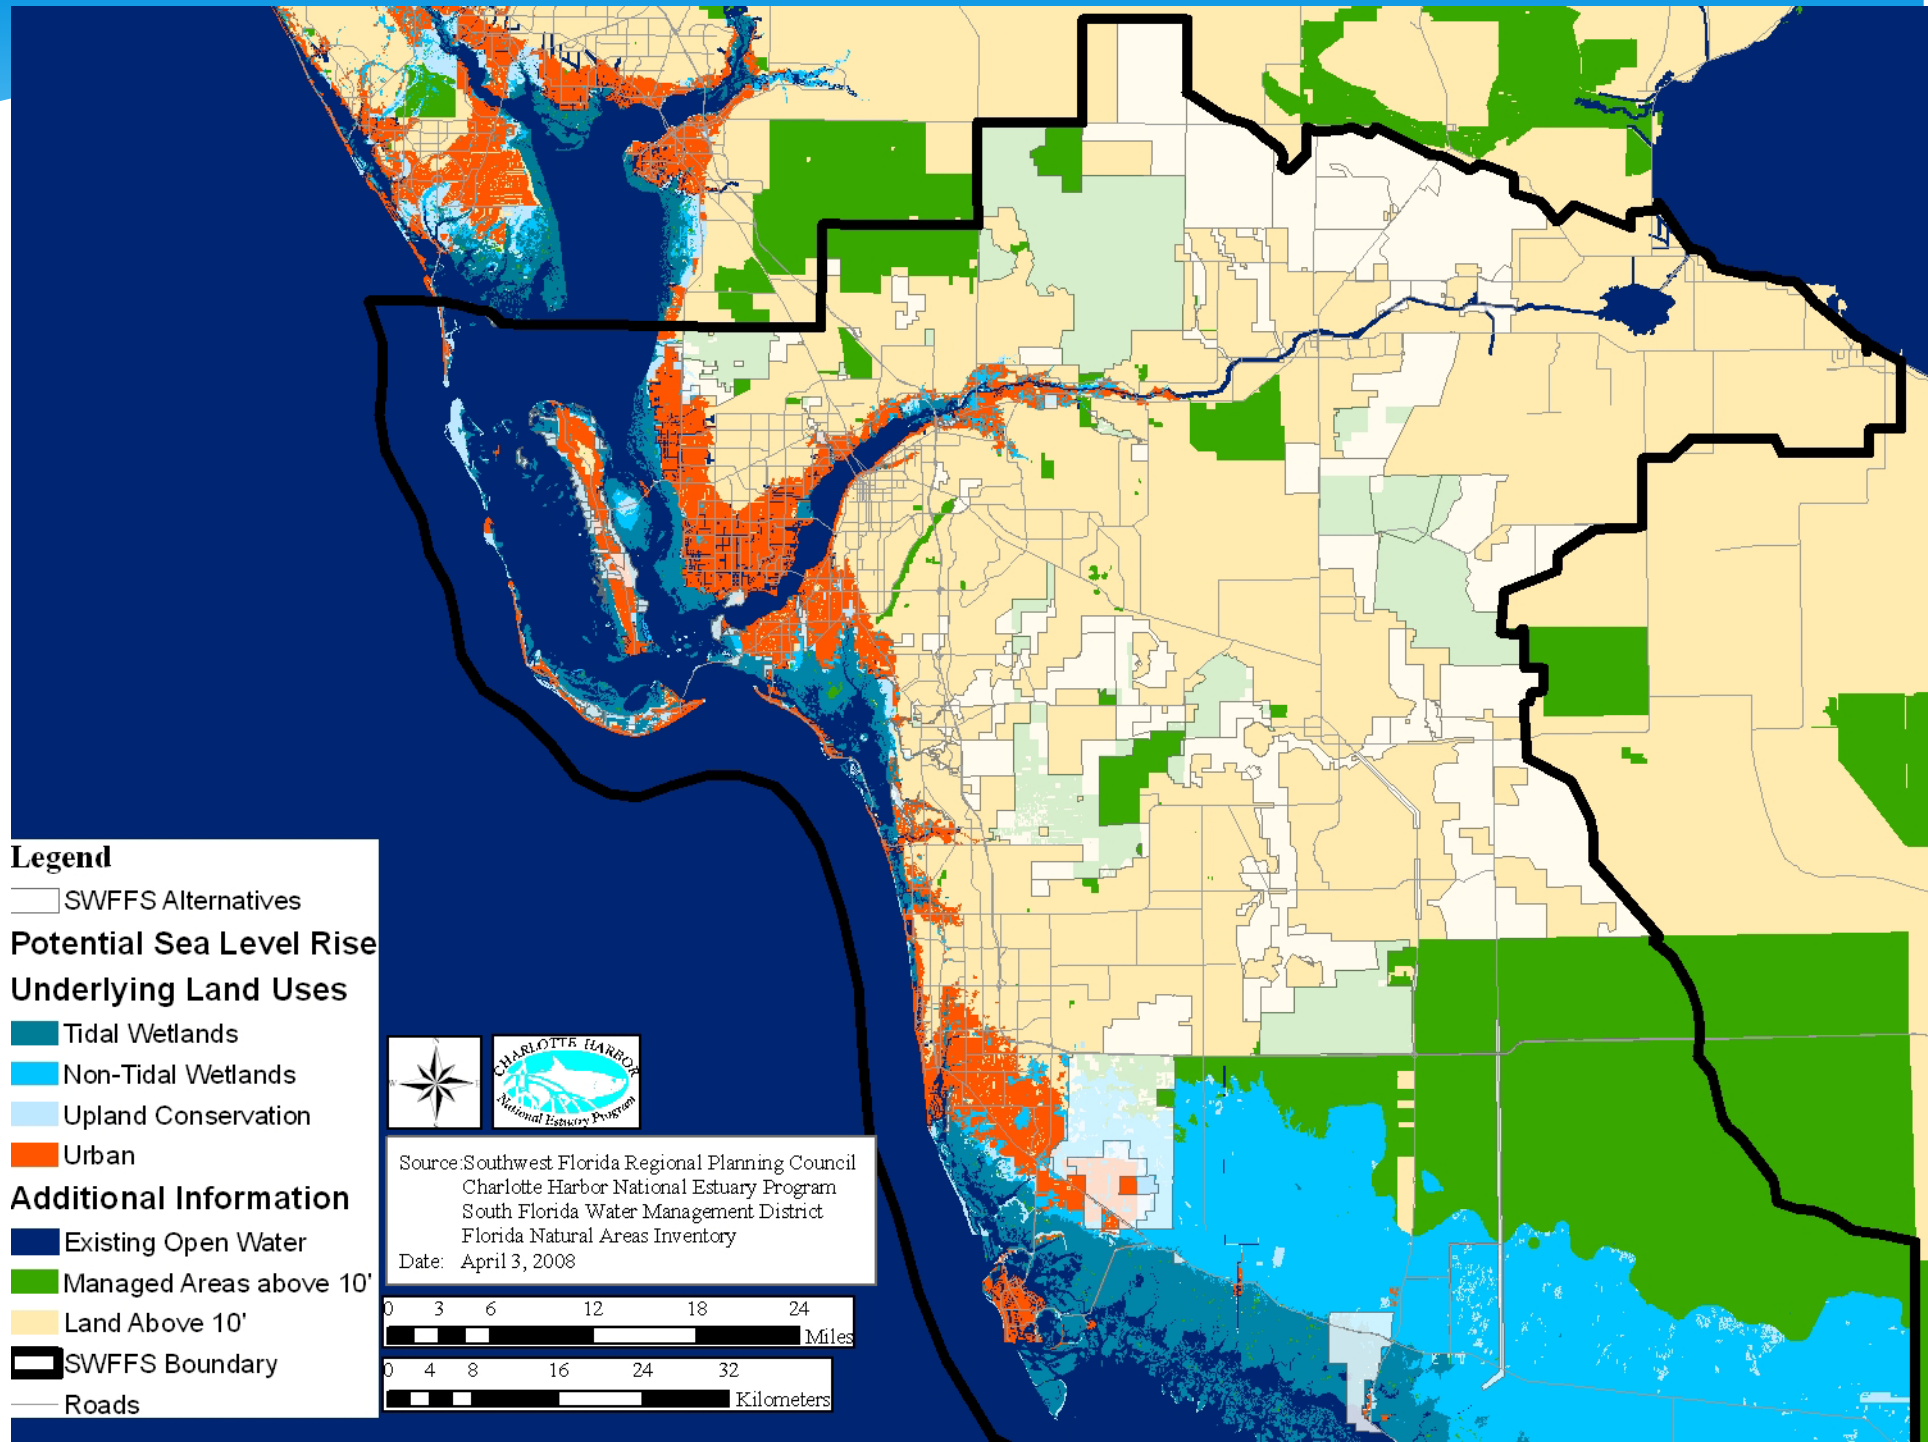 Legend
SWFFS Alternatives
Potential Sea Level Rise
Underlying Land Uses
Tidal Wetlands
Non-Tidal Wetlands
Upland Conservation
Urban
Additional Information
Existing Open Water
Managed Areas above 10'
Land Above 10'
SWFFS Boundary
Roads
N
W E
S
CHARLOTTE HARBOR
National Estuary Program
Source:Southwest Florida Regional Planning Council
Charlotte Harbor National Estuary Program
South Florida Water Management District
Florida Natural Areas Inventory
Date: April 3, 2008
0 3 6 12 18 24
Miles
0 4 8 16 24 32
Kilometers